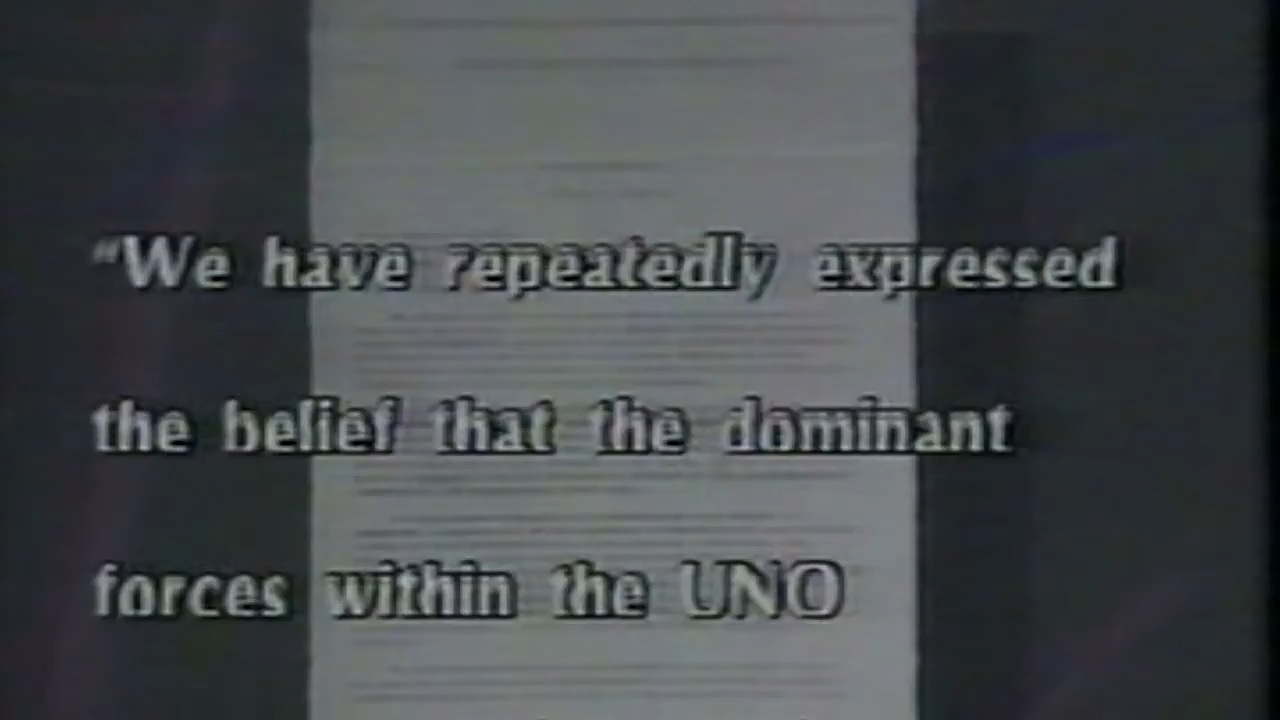 “We have repeatedly expressed
the belief that the dominant
forces within the UNO